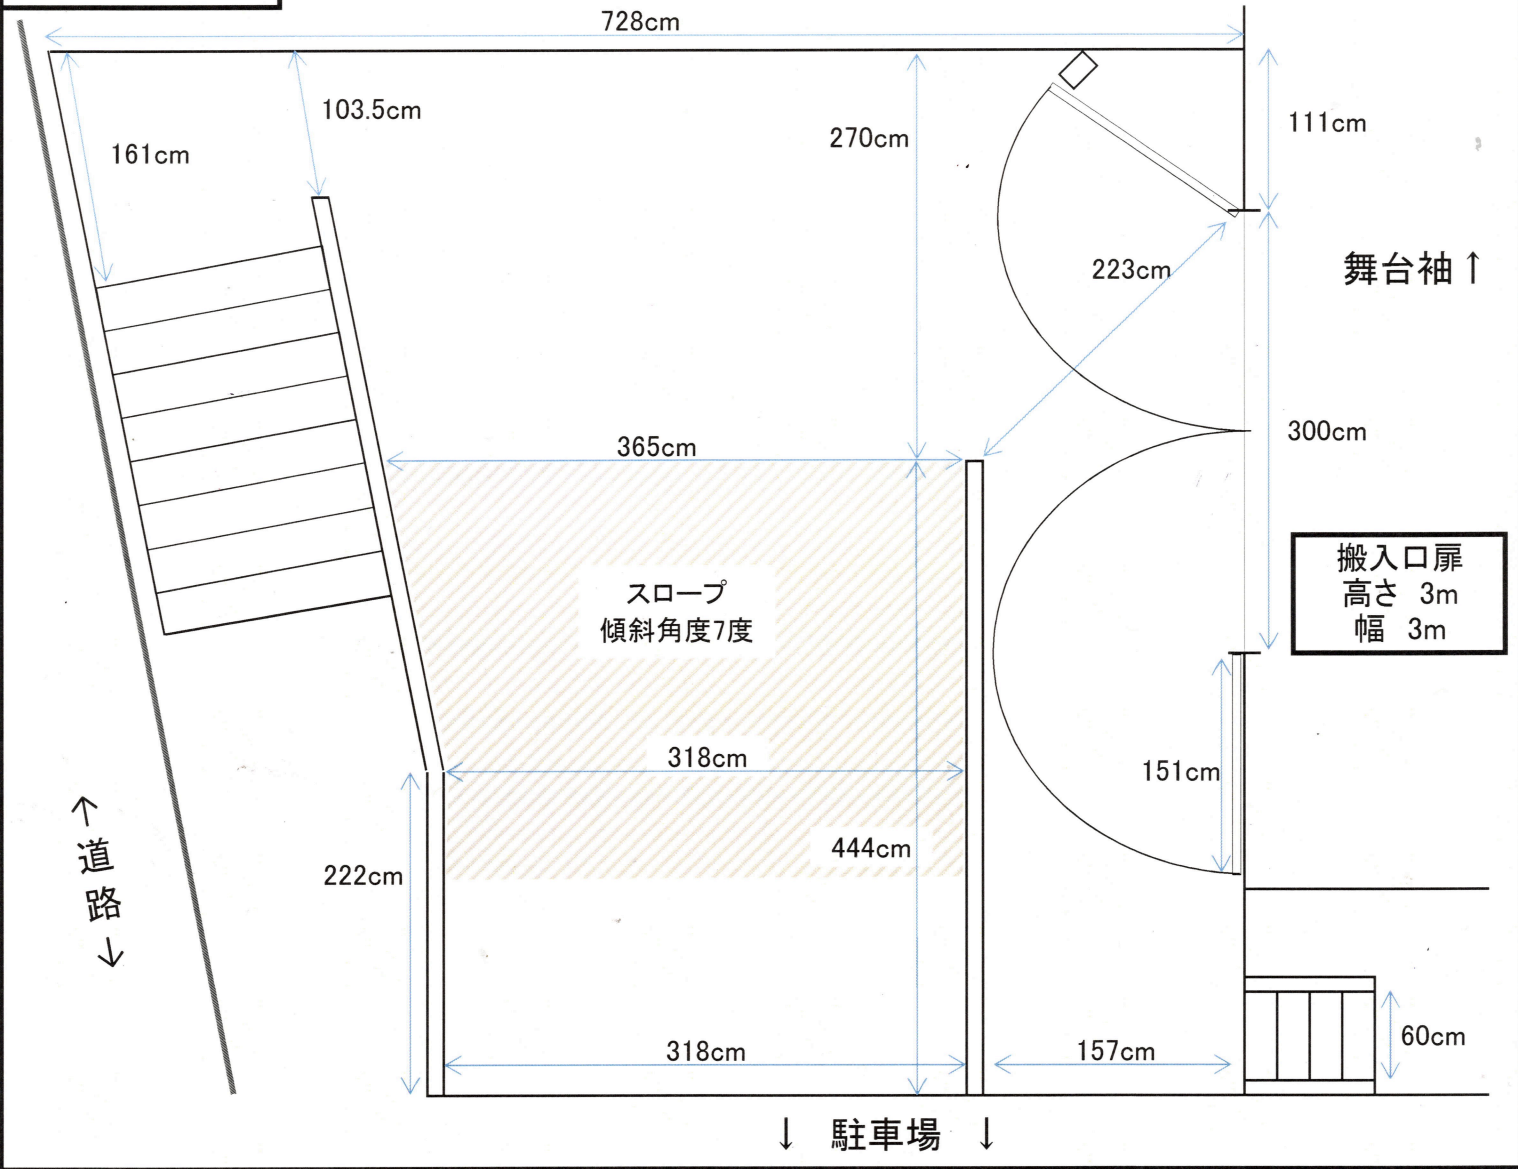 728cm
103.5cm
161cm
270cm
111cm
223cm
舞台袖↑
300cm
365cm
搬入口扉
高さ 3m
幅 3m
スロープ
傾斜角度7度
318cm
151cm
444cm
222cm
↑道路↓
318cm
157cm
60cm
↓ 駐車場 ↓